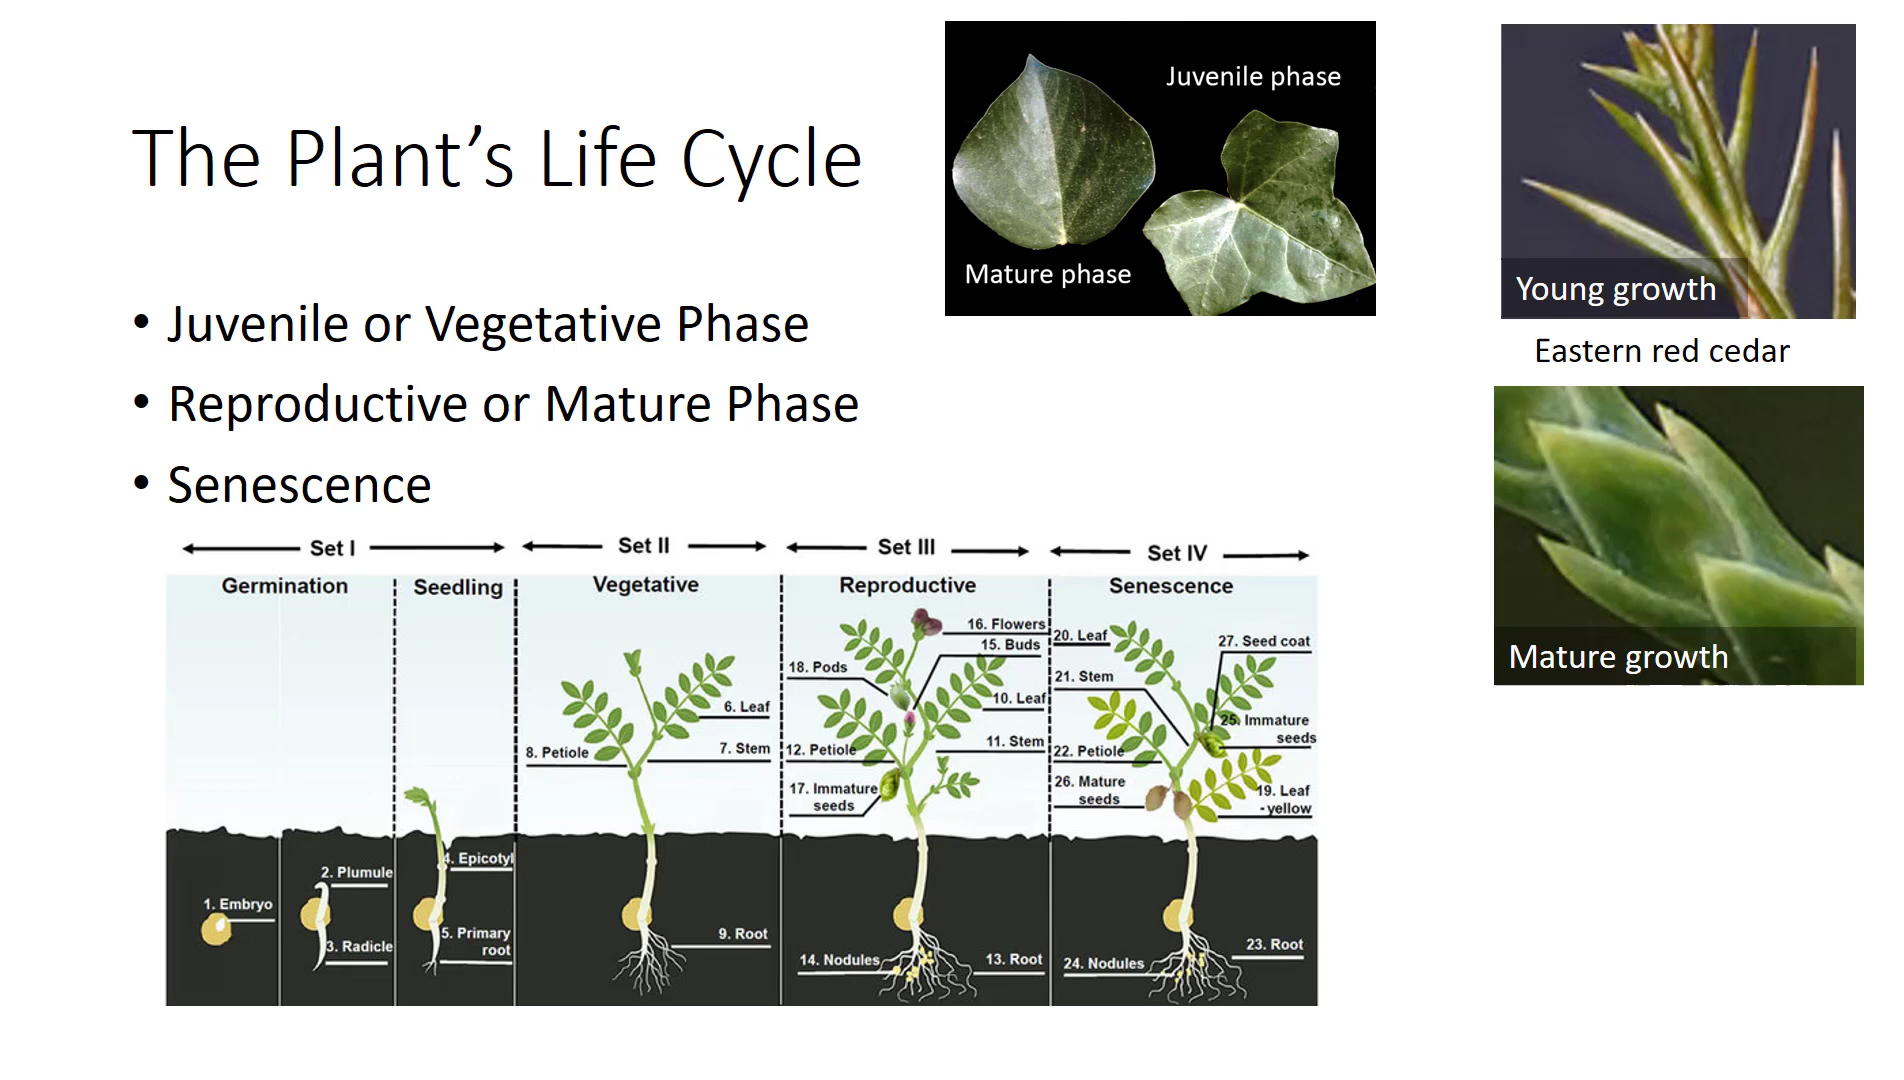 The Plant's Life Cycle
• Juvenile or Vegetative Phase
• Reproductive or Mature Phase
• Senescence
Juvenile phase
Mature phase
Young growth
Eastern red cedar
Mature growth
Set I
Set II
Set III
Set IV
Germination
Seedling
Vegetative
Reproductive
Senescence
1. Embryo
2. Plumule
3. Radicle
4. Epicotyl
5. Primary
root
6. Leaf
7. Stem
8. Petiole
9. Root
16. Flowers
15. Buds
18. Pods
10. Leaf
11. Stem
12. Petiole
17. Immature
seeds
14. Nodules
13. Root
20. Leaf
27. Seed coat
21. Stem
25. Immature
seeds
22. Petiole
26. Mature
seeds
19. Leaf
- yellow
23. Root
24. Nodules